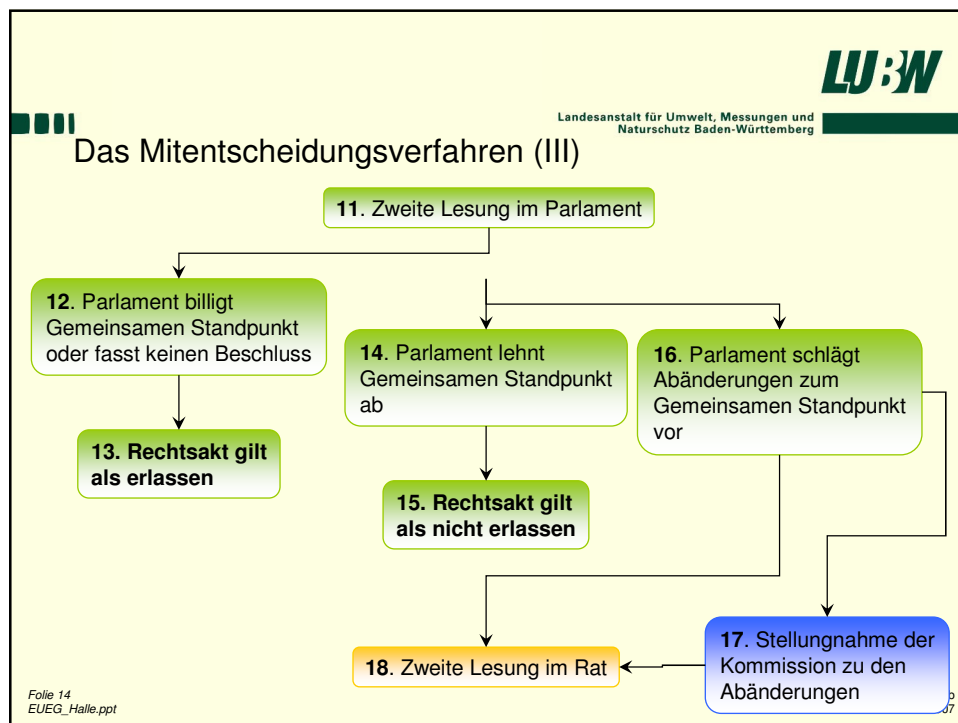 LUBW
Landesanstalt für Umwelt, Messungen und
Naturschutz Baden-Württemberg
Das Mitentscheidungsverfahren (III)
11. Zweite Lesung im Parlament
12. Parlament billigt
Gemeinsamen Standpunkt
oder fasst keinen Beschluss
13. Rechtsakt gilt
als erlassen
14. Parlament lehnt
Gemeinsamen Standpunkt
ab
15. Rechtsakt gilt
als nicht erlassen
16. Parlament schlägt
Abänderungen zum
Gemeinsamen Standpunkt
vor
17. Stellungnahme der
Kommission zu den
Abänderungen
18. Zweite Lesung im Rat
Folie 14
EUEG_Halle.ppt